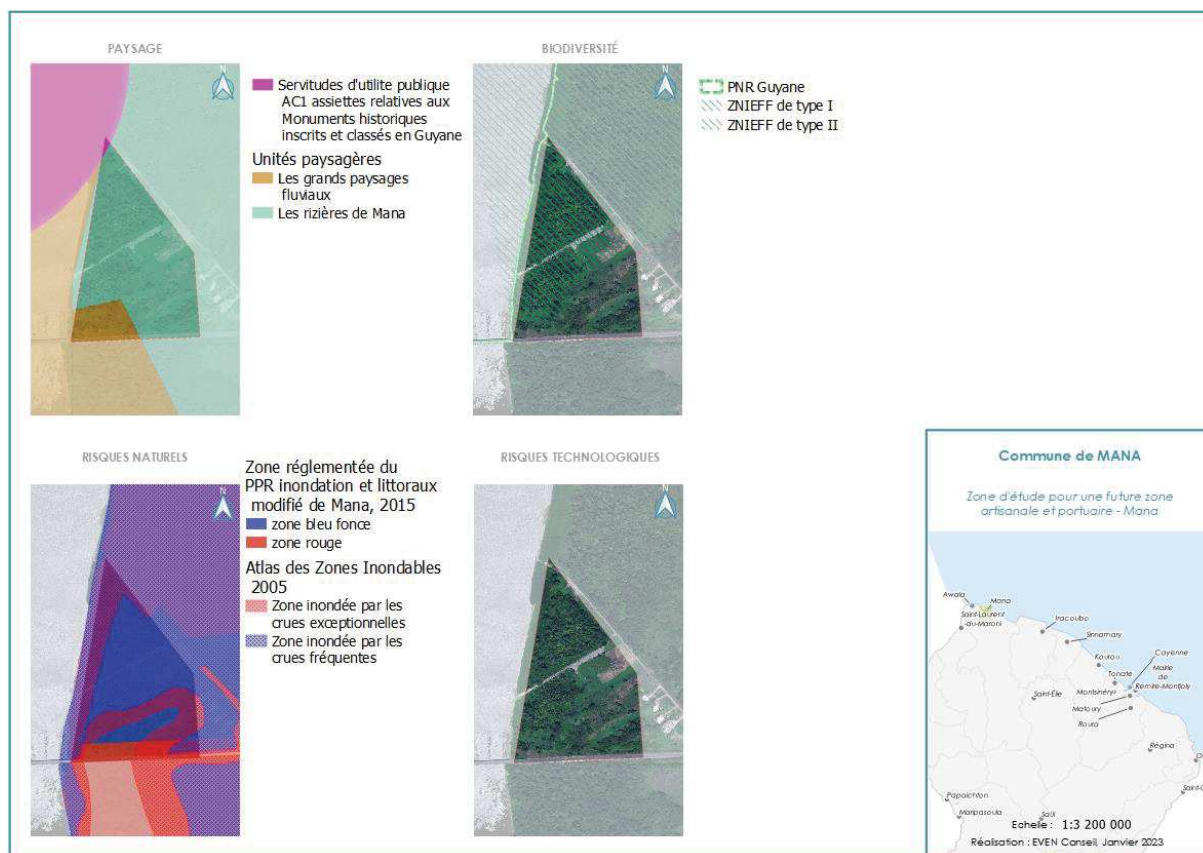 PAYSAGE
N
Servitudes d'utilite publique
AC1 assiettes relatives aux
Monuments historiques
inscrits et classés en Guyane
Unités paysagères
Les grands paysages
fluviaux
Les rizières de Mana
BIODIVERSITÉ
N
PNR Guyane
ZNIEFF de type I
ZNIEFF de type II
RISQUES NATURELS
N
Zone réglementée du
PPR inondation et littoraux
modifié de Mana, 2015
zone bleu fonce
zone rouge
Atlas des Zones Inondables
2005
Zone inondée par les
crues exceptionnelles
Zone inondée par les
crues fréquentes
RISQUES TECHNOLOGIQUES
N
Commune de MANA
Zone d'étude pour une future zone
artisanale et portuaire - Mana
Awala
Mana
Saint-Laurent
-du-Maroni
Iracoubo
Sinnamary
Kourou
Cayenne
Tonate
Mairie
de
Remire-Montjoly
Montsinéry
Saint-Élie
Matoury
Roura
Régina
Saint-G
Papaichton
Maripasoula
Saül
Echelle : 1:3 200 000
Réalisation : EVEN Conseil, Janvier 2023